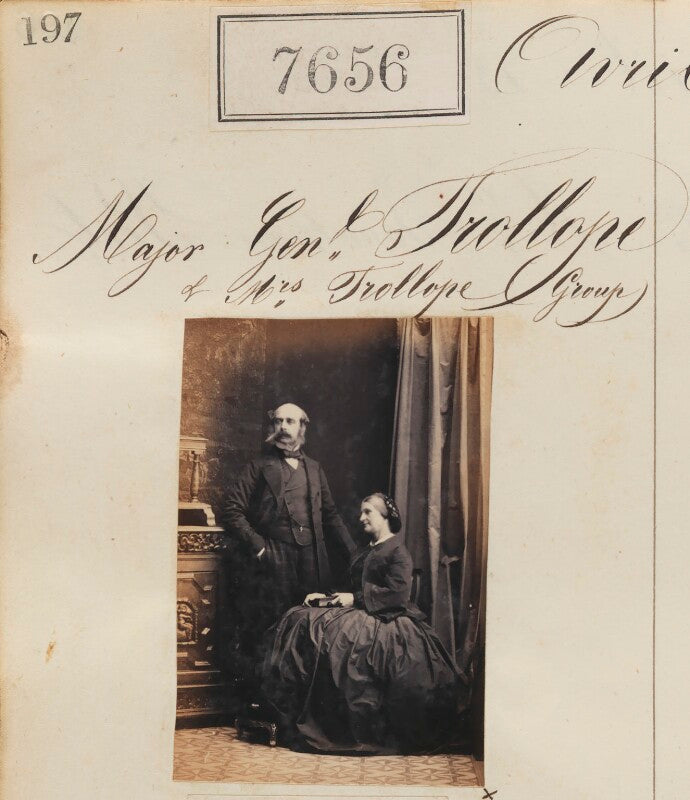 197
7656
Major Genl. Trollope
& Mrs Trollope (Group)